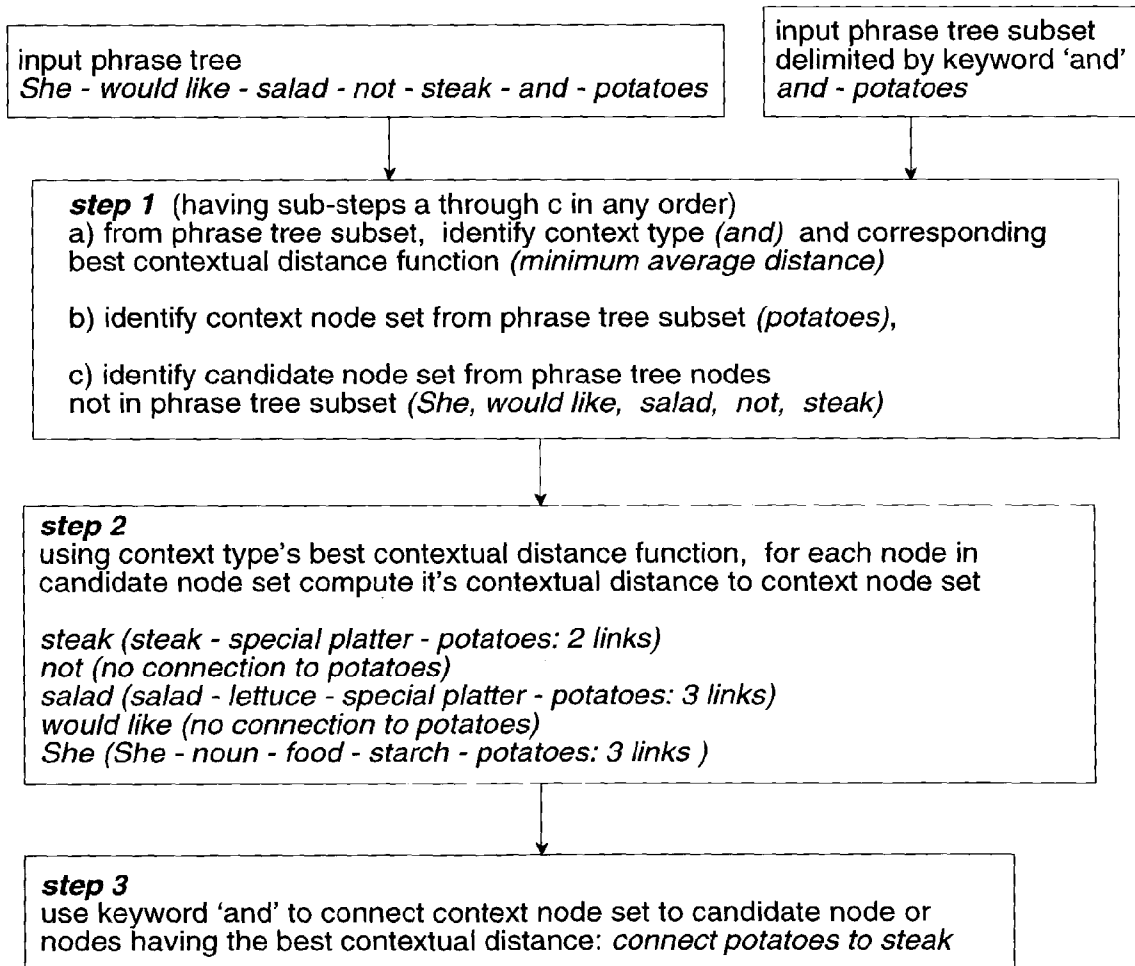 input phrase tree
She - would like - salad - not - steak - and - potatoes
input phrase tree subset
delimited by keyword 'and'
and - potatoes
step 1 (having sub-steps a through c in any order)
a) from phrase tree subset, identify context type (and) and corresponding
best contextual distance function (minimum average distance)
b) identify context node set from phrase tree subset (potatoes),
c) identify candidate node set from phrase tree nodes
not in phrase tree subset (She, would like, salad, not, steak)
step 2
using context type's best contextual distance function, for each node in
candidate node set compute it's contextual distance to context node set
steak (steak - special platter - potatoes: 2 links)
not (no connection to potatoes)
salad (salad - lettuce - special platter - potatoes: 3 links)
would like (no connection to potatoes)
She (She - noun - food - starch - potatoes: 3 links )
step 3
use keyword 'and' to connect context node set to candidate node or
nodes having the best contextual distance: connect potatoes to steak